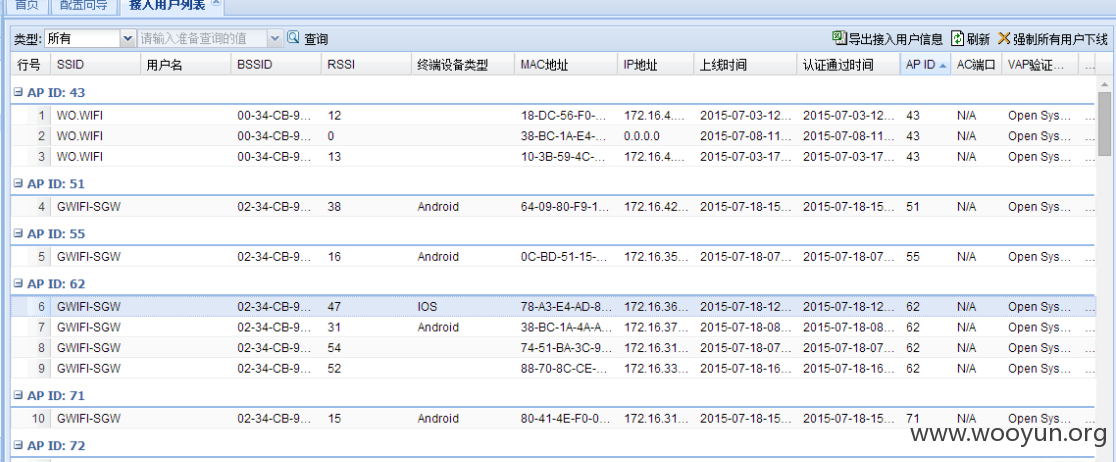 首页 配置向导 接入用户列表
类型: 所有 请输入准备查询的值 查询 导出接入用户信息 刷新 强制所有用户下线
行号 SSID 用户名 BSSID RSSI 终端设备类型 MAC地址 IP地址 上线时间 认证通过时间 AP ID AC端口 VAP验证... ...
AP ID: 43
1 WO.WIFI 00-34-CB-9... 12 18-DC-56-F0-... 172.16.4.... 2015-07-03-12... 2015-07-03-12... 43 N/A Open Sys... ...
2 WO.WIFI 00-34-CB-9... 0 38-BC-1A-E4-... 0.0.0.0 2015-07-08-11... 2015-07-08-11... 43 N/A Open Sys... ...
3 WO.WIFI 00-34-CB-9... 13 10-3B-59-4C-... 172.16.4.... 2015-07-03-17... 2015-07-03-17... 43 N/A Open Sys... ...
AP ID: 51
4 GWIFI-SGW 02-34-CB-9... 38 Android 64-09-80-F9-1... 172.16.42... 2015-07-18-15... 2015-07-18-15... 51 N/A Open Sys... ...
AP ID: 55
5 GWIFI-SGW 02-34-CB-9... 16 Android 0C-BD-51-15-... 172.16.35... 2015-07-18-07... 2015-07-18-07... 55 N/A Open Sys... ...
AP ID: 62
6 GWIFI-SGW 02-34-CB-9... 47 IOS 78-A3-E4-AD-8... 172.16.36... 2015-07-18-12... 2015-07-18-12... 62 N/A Open Sys... ...
7 GWIFI-SGW 02-34-CB-9... 31 Android 38-BC-1A-4A-A... 172.16.37... 2015-07-18-08... 2015-07-18-08... 62 N/A Open Sys... ...
8 GWIFI-SGW 02-34-CB-9... 54 74-51-BA-3C-9... 172.16.31... 2015-07-18-07... 2015-07-18-07... 62 N/A Open Sys... ...
9 GWIFI-SGW 02-34-CB-9... 52 88-70-8C-CE-... 172.16.33... 2015-07-18-16... 2015-07-18-16... 62 N/A Open Sys... ...
AP ID: 71
10 GWIFI-SGW 02-34-CB-9... 15 Android 80-41-4E-F0-0... 172.16.31... 2015-07-18-15... 2015-07-18-15... 71 N/A Open Sys... ...
www.wooyun.org
AP ID: 72